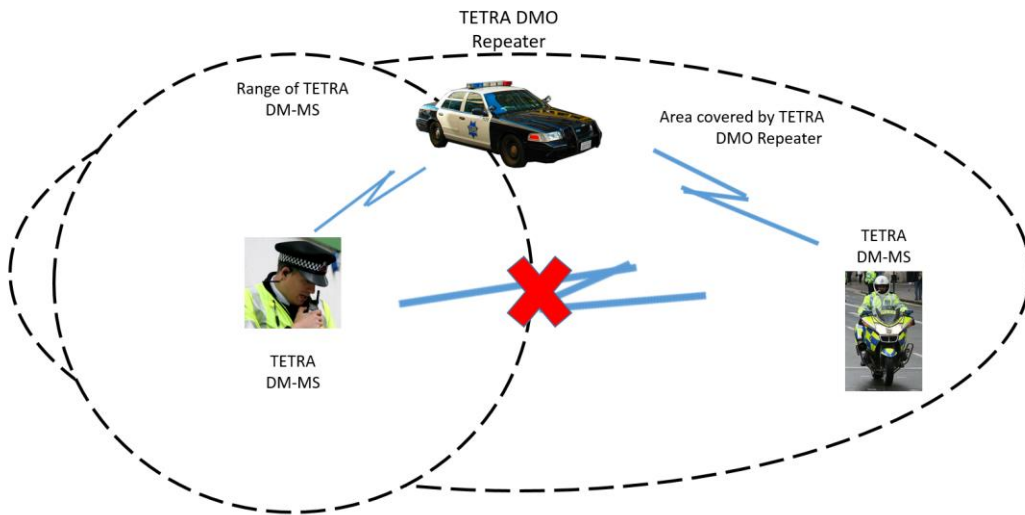 TETRA DMO
Repeater
Range of TETRA
DM-MS
Area covered by TETRA
DMO Repeater
TETRA
DM-MS
TETRA
DM-MS